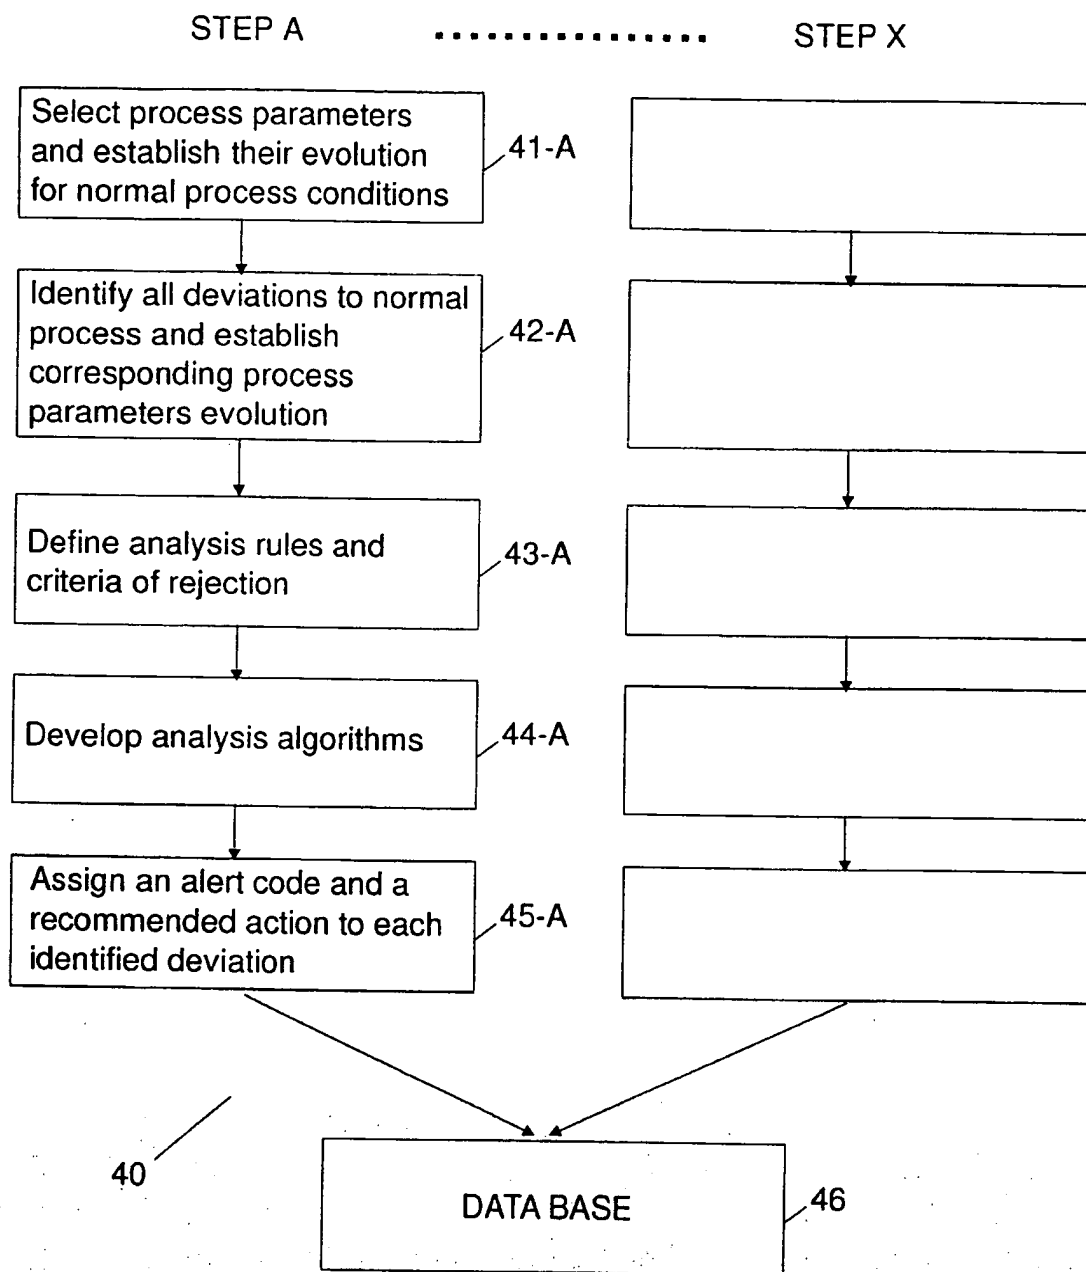 STEP A ............... STEP X
Select process parameters
and establish their evolution
for normal process conditions
41-A
Identify all deviations to normal
process and establish
corresponding process
parameters evolution
42-A
Define analysis rules and
criteria of rejection
43-A
Develop analysis algorithms
44-A
Assign an alert code and a
recommended action to each
identified deviation
45-A
40
DATA BASE
46